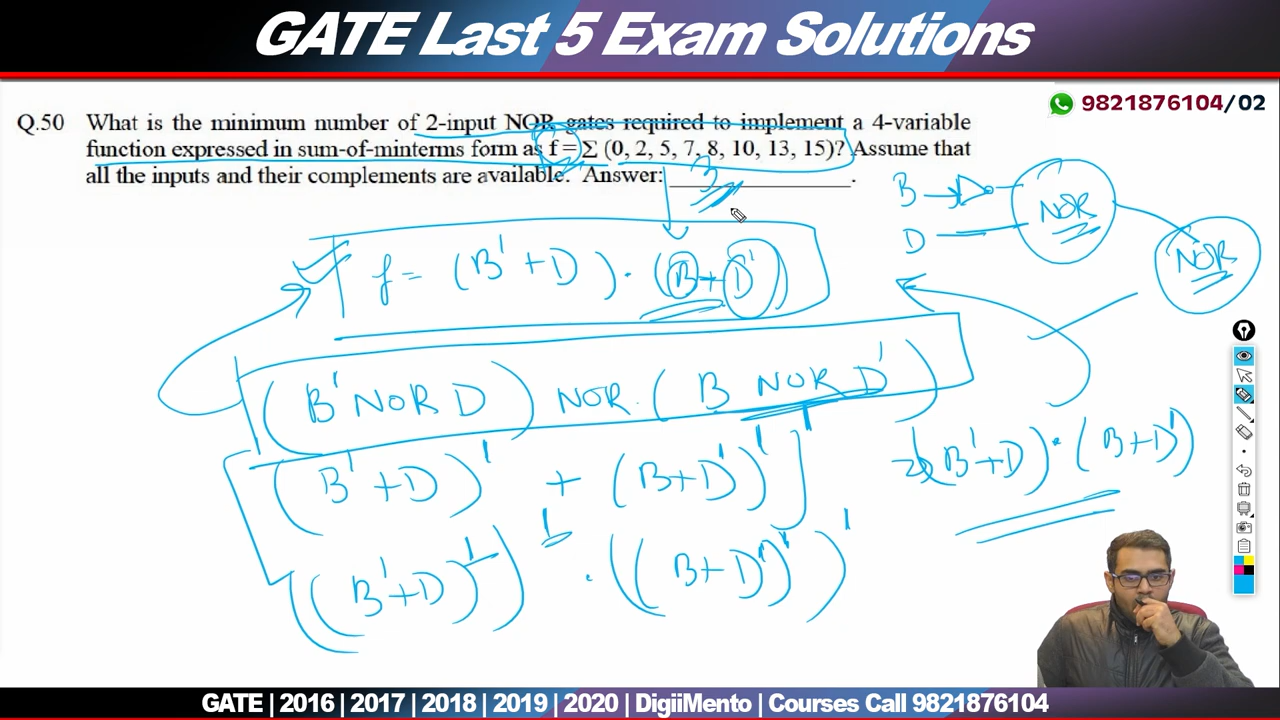 GATE Last 5 Exam Solutions
9821876104/02
Q.50 What is the minimum number of 2-input NOR gates required to implement a 4-variable
function expressed in sum-of-minterms form as f = Σ (0, 2, 5, 7, 8, 10, 13, 15)? Assume that
all the inputs and their complements are available. Answer: ____________________.
3
B
NOR
D
NOR
f = (B' + D) · (B + D')
(B' NOR D) NOR (B NOR D')
(B' + D)' + (B + D')' ]'
(B' + D) · (B + D')
((B' + D)')' · ((B + D')')'
GATE | 2016 | 2017 | 2018 | 2019 | 2020 | DigiiMento | Courses Call 9821876104